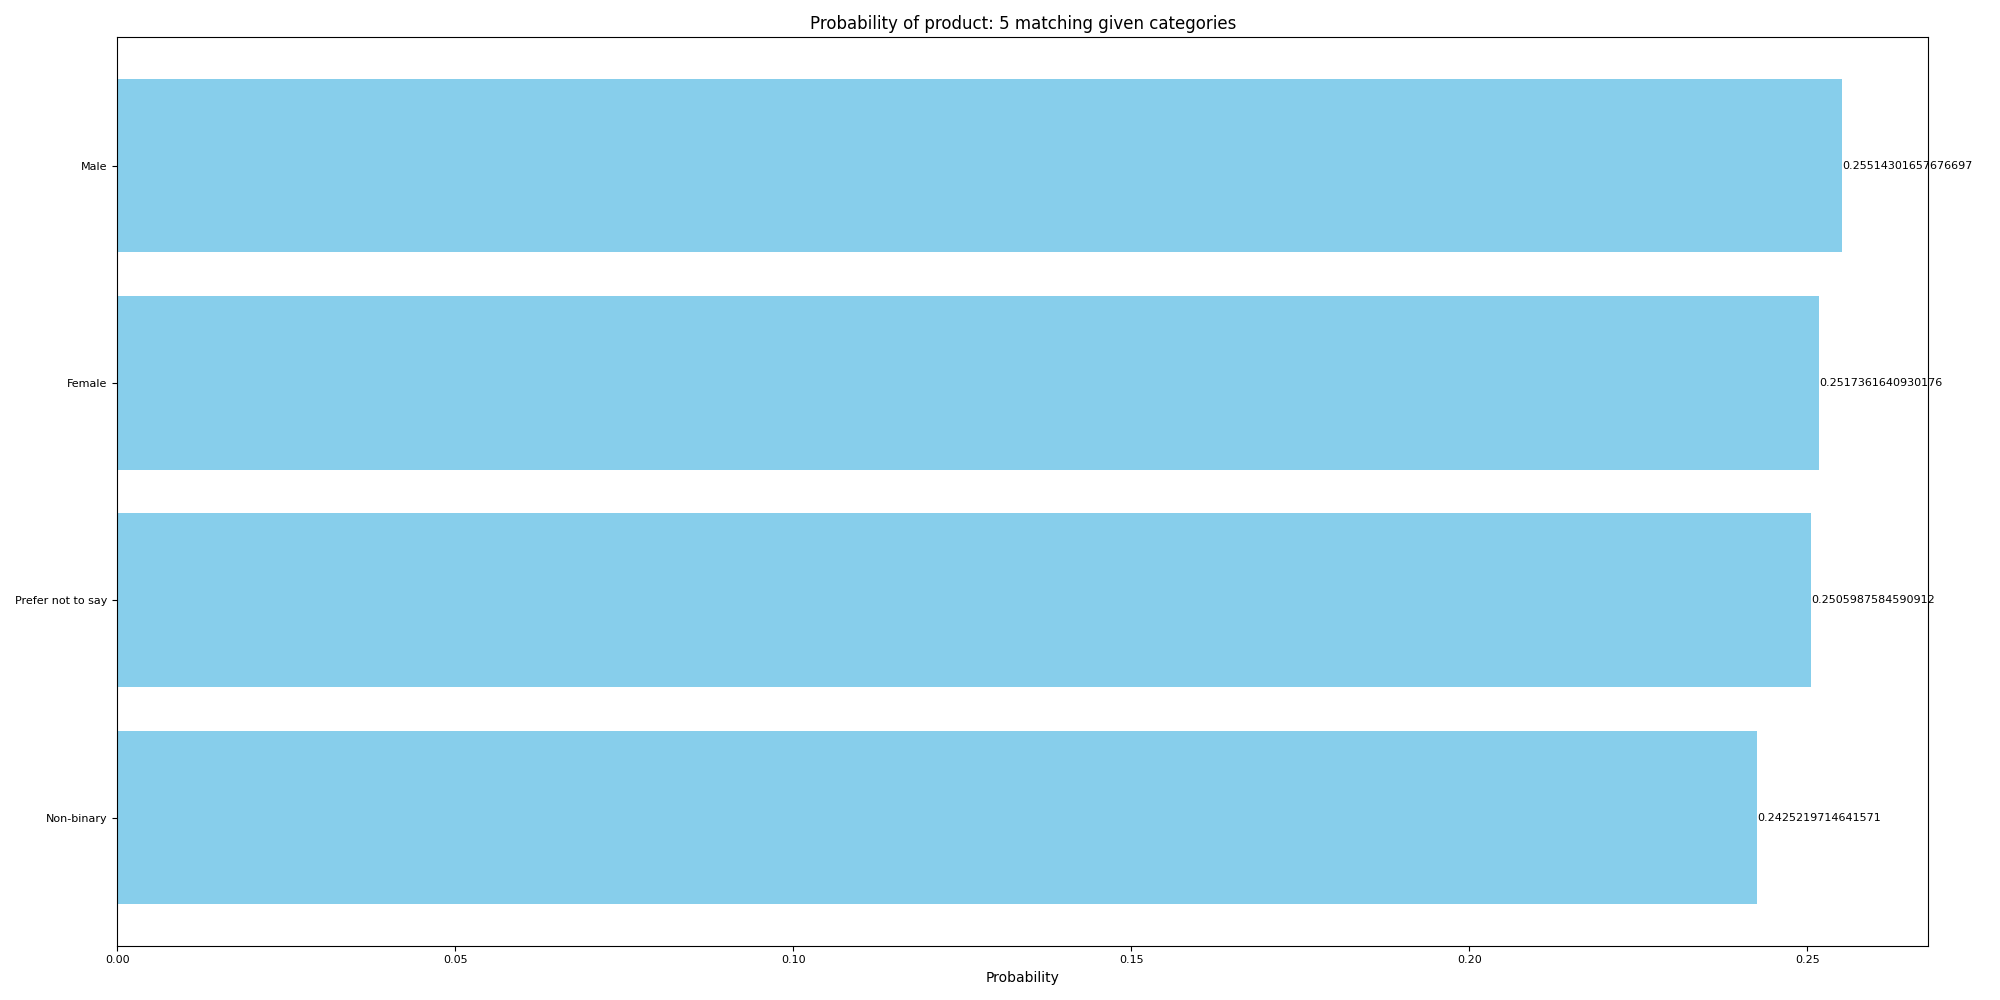 Probability of product: 5 matching given categories
Male
0.25514301657676697
Female
0.2517361640930176
Prefer not to say
0.2505987584590912
Non-binary
0.2425219714641571
0.00 0.05 0.10 0.15 0.20 0.25
Probability